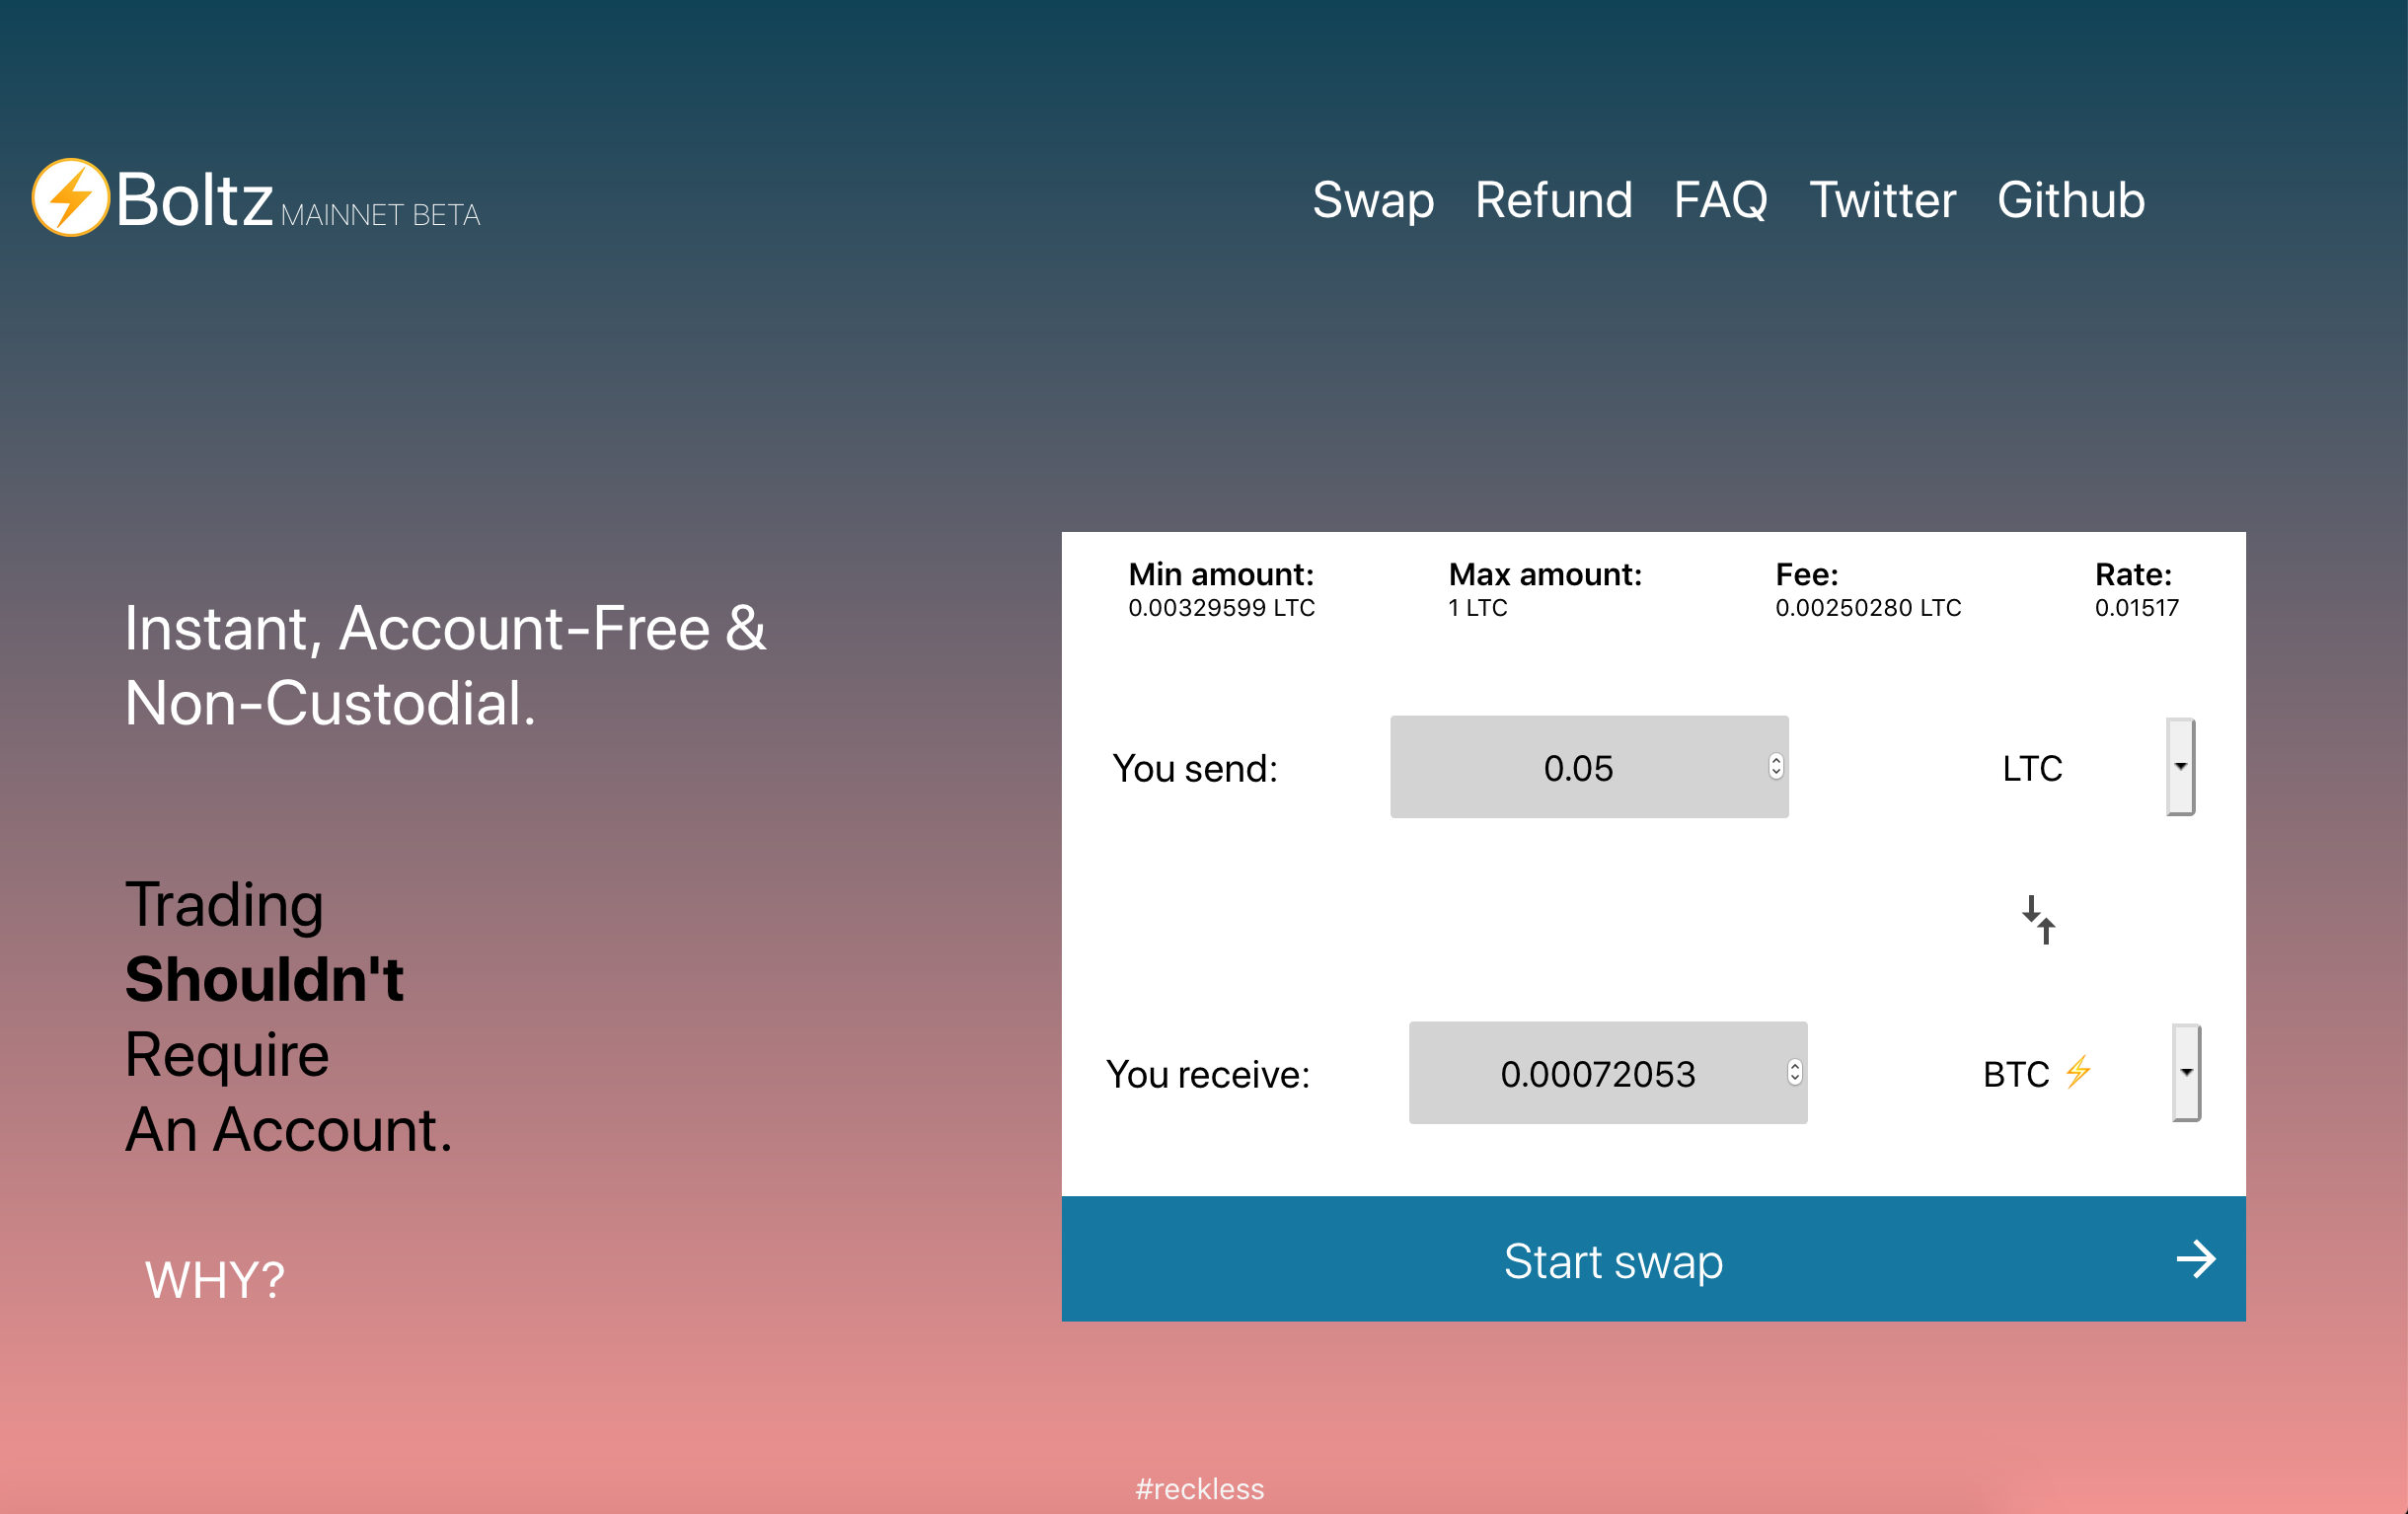 Boltz MAINNET BETA
Swap Refund FAQ Twitter Github
Instant, Account-Free &
Non-Custodial.
Trading
Shouldn't
Require
An Account.
WHY?
Min amount: Max amount: Fee: Rate:
0.00329599 LTC 1 LTC 0.00250280 LTC 0.01517
You send: 0.05 LTC
You receive: 0.00072053 BTC ⚡
Start swap
#reckless